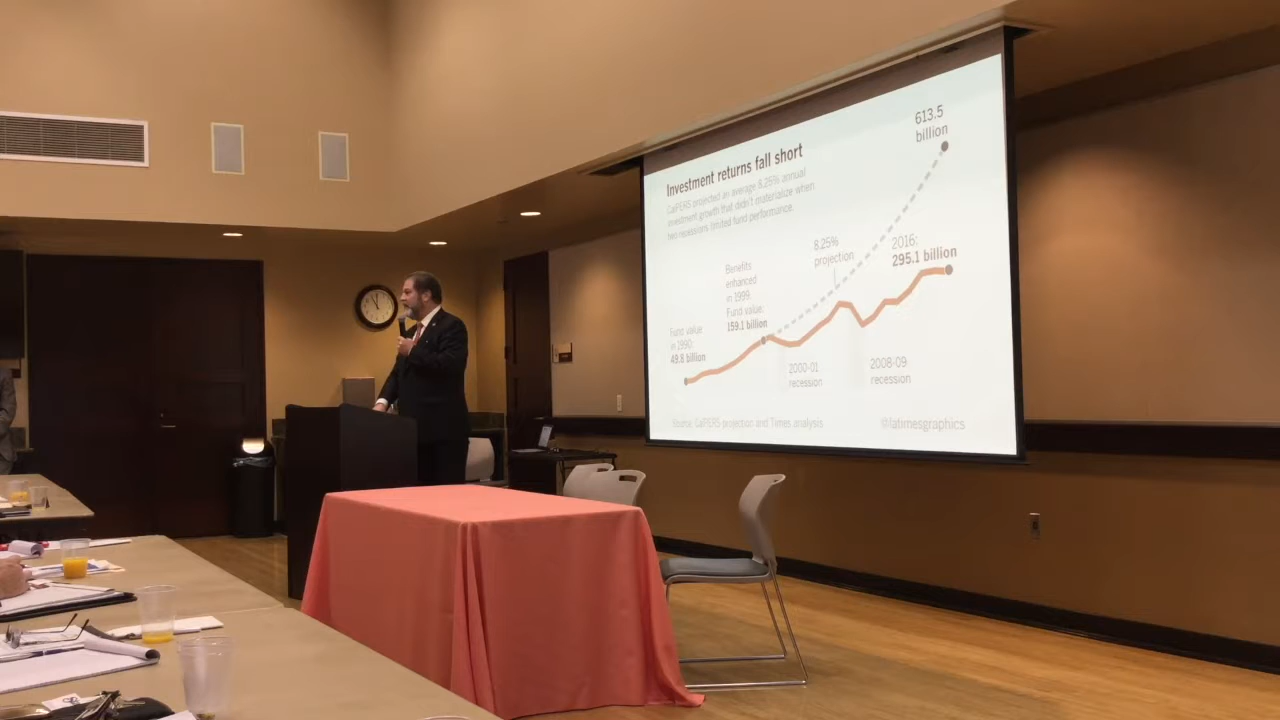 Investment returns fall short
CalPERS projected an average 8.25% annual
investment growth that didn't materialize when
two recessions limited fund performance.
613.5
billion
8.25%
projection
2016:
295.1 billion
Benefits
enhanced
in 1999.
Fund value:
159.1 billion
Fund value
in 1990:
49.8 billion
2000-01
recession
2008-09
recession
Source: CalPERS projection and Times analysis
@latimesgraphics